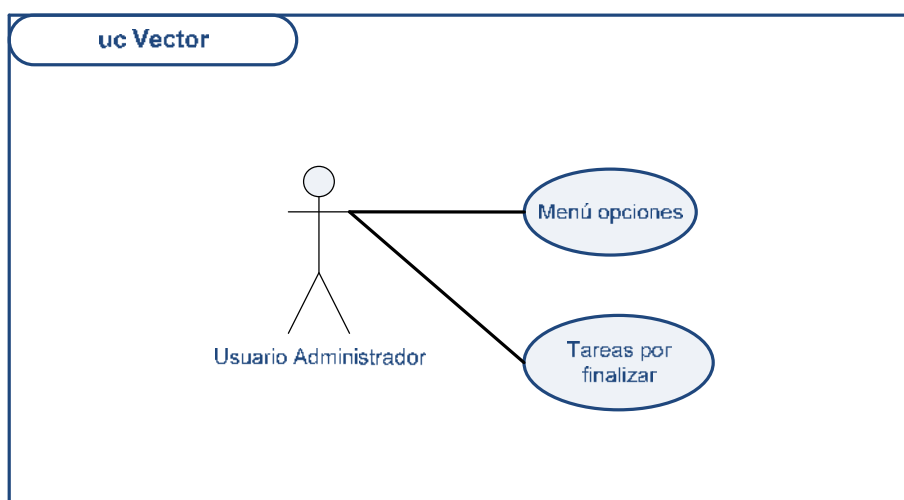 uc Vector
Menú opciones
Usuario Administrador
Tareas por
finalizar